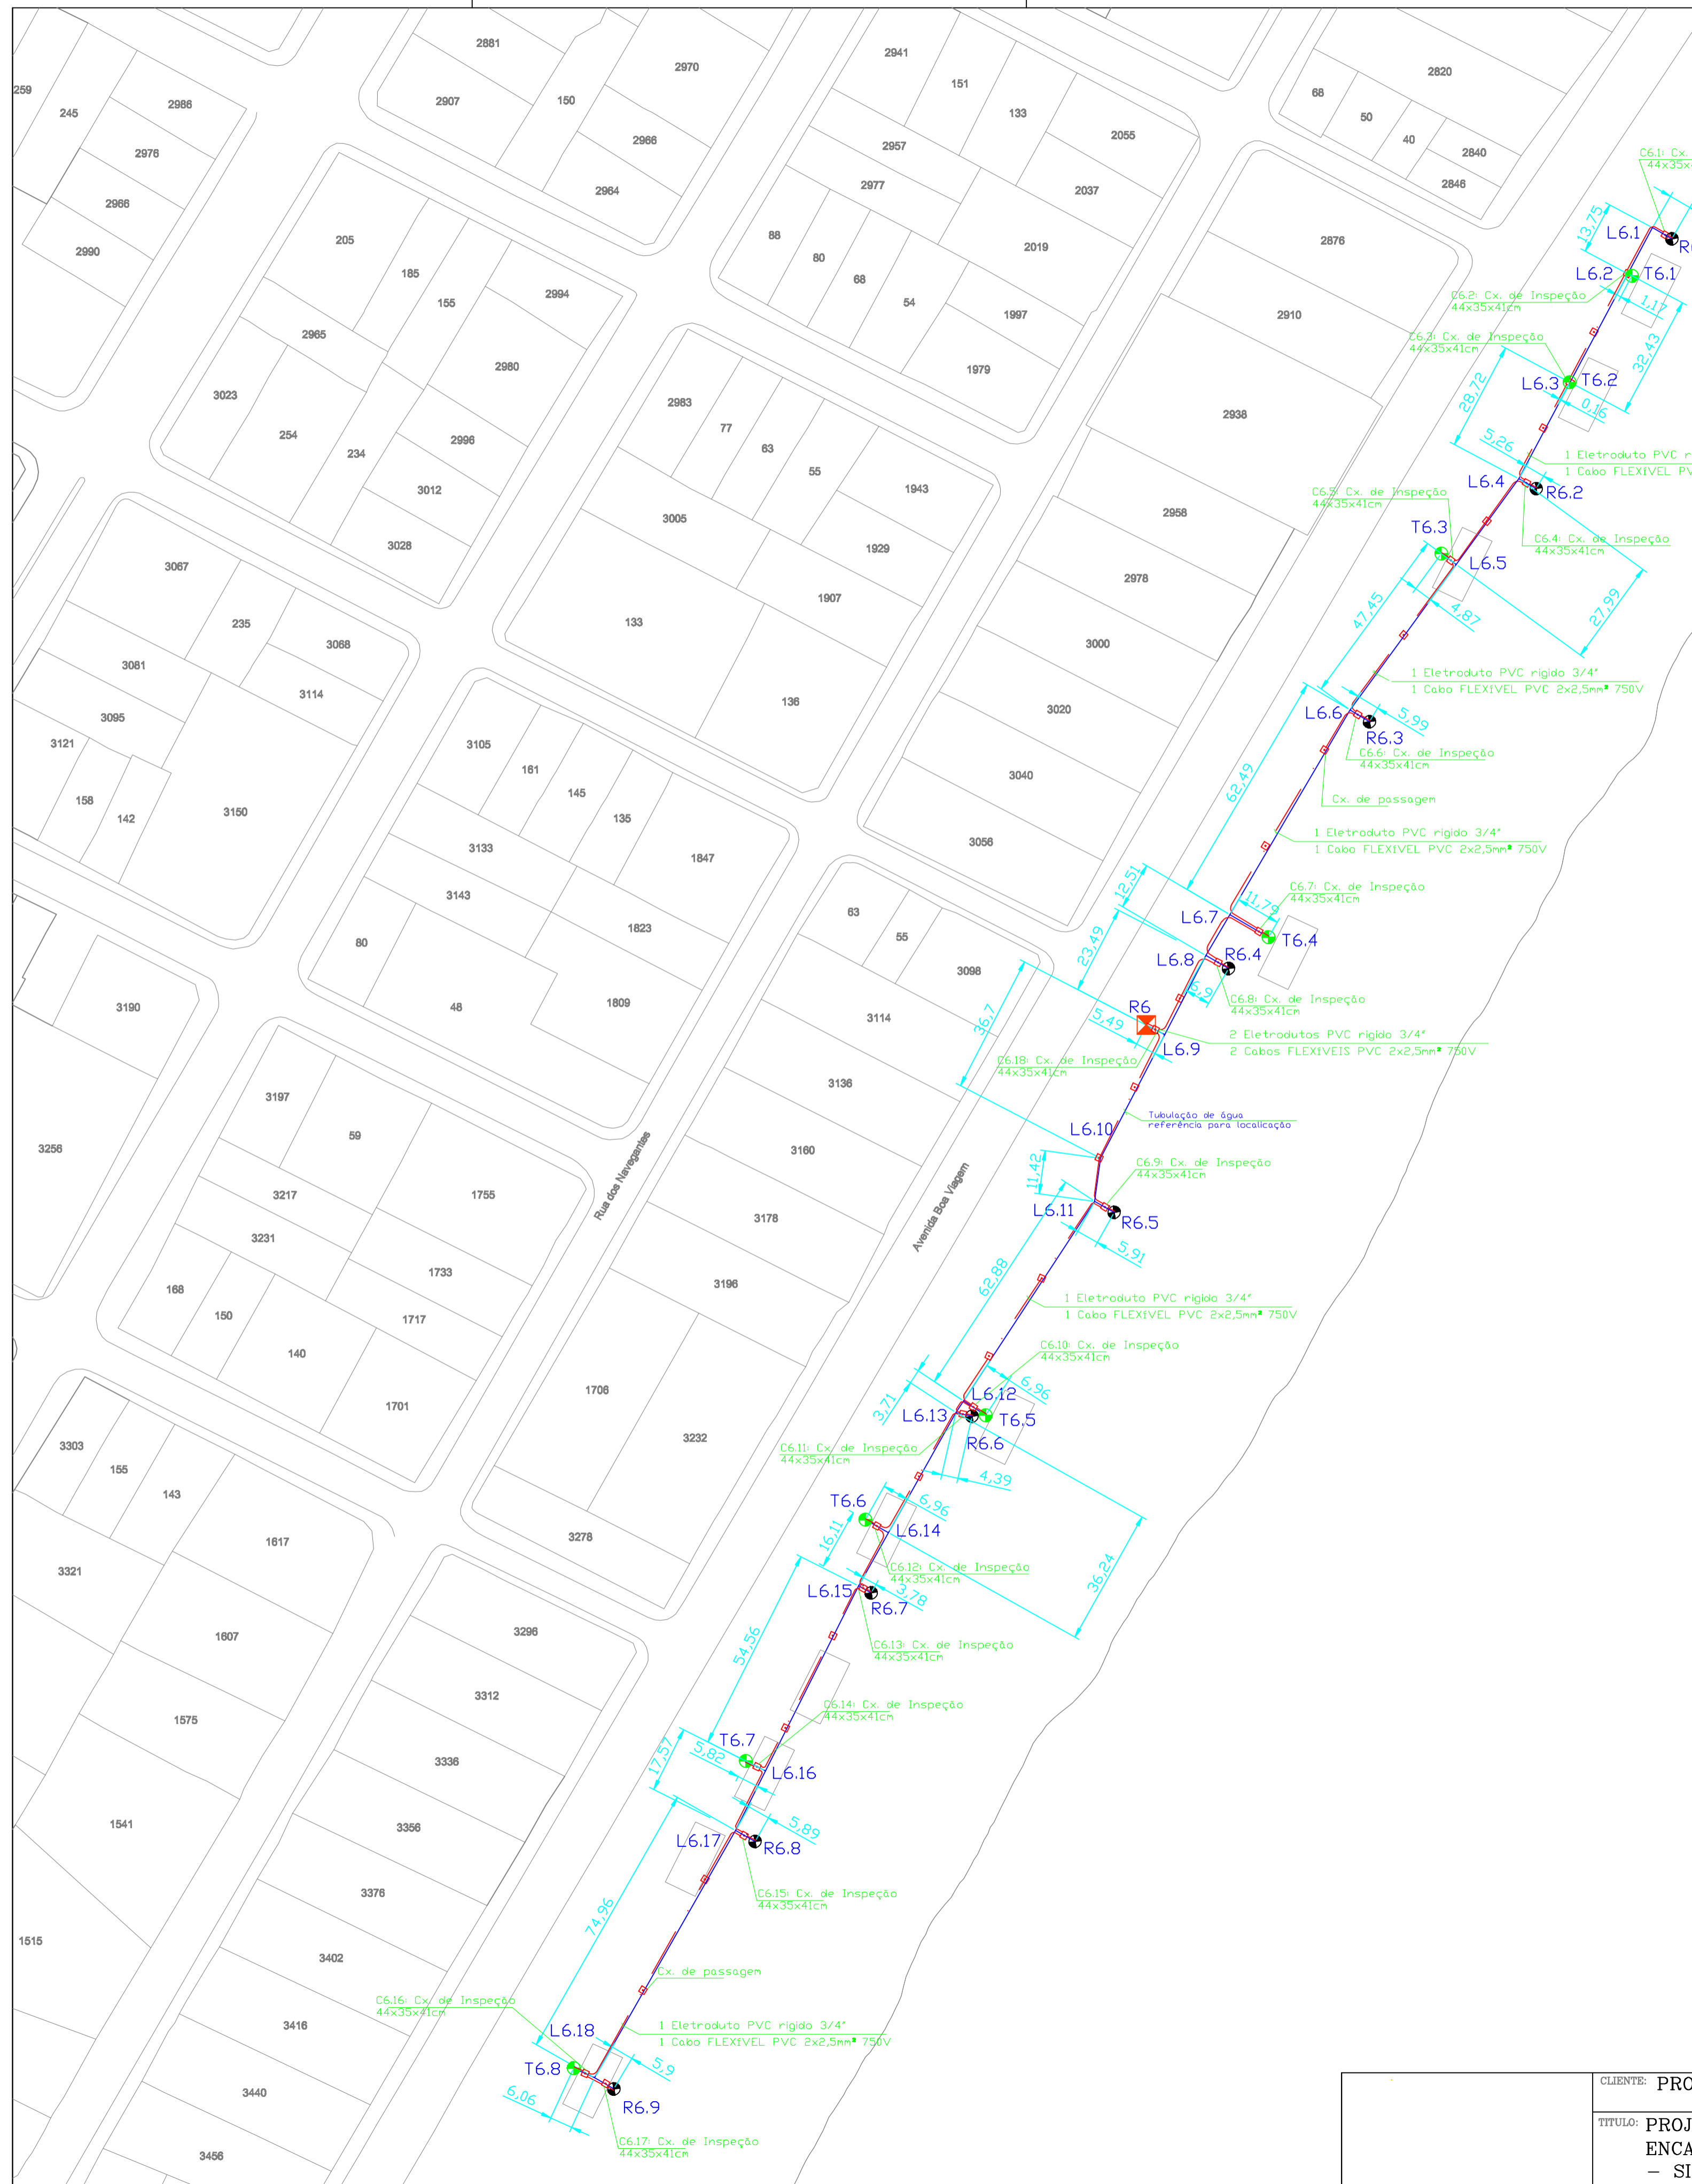 2881
2970
2941
2820
259
245
2986
2907
150
151
133
68
50
40
2976
2966
2957
2055
2840
2846
2966
2964
2977
2037
2990
205
185
155
2994
88
80
68
54
2019
2876
2965
2980
1997
2910
1979
3023
254
234
2996
3012
3028
2983
77
63
55
1943
2938
3005
1929
2958
3067
235
3068
3081
3114
3095
3121
158
142
3150
133
1907
136
2978
3000
3020
3040
3056
3105
161
145
135
3133
1847
3143
80
1823
48
1809
63
55
3098
3114
3136
3160
3178
3196
3190
3197
59
3217
1755
3231
1733
168
150
140
1717
1701
3256
Rua dos Navegantes
Avenida Boa Viagem
1706
3232
3278
3303
155
143
1617
3321
1607
1575
1541
1515
3296
3312
3336
3356
3376
3402
3416
3440
3456
C6.1: Cx.
13,75
L6.1
L6.2
T6.1
C6.2: Cx. de Inspeção
44x35x41cm
1,17
C6.3: Cx. de Inspeção
44x35x41cm
32,43
28,72
L6.3
T6.2
0,16
5,26
1 Eletroduto PVC
1 Cabo FLEXÍVEL
L6.4
R6.2
C6.5: Cx. de Inspeção
44x35x41cm
C6.4: Cx. de Inspeção
44x35x41cm
T6.3
L6.5
27,99
47,45
4,87
1 Eletroduto PVC rigido 3/4"
1 Cabo FLEXÍVEL PVC 2x2,5mm² 750V
L6.6
5,99
R6.3
C6.6: Cx. de Inspeção
44x35x41cm
62,49
Cx. de passagem
1 Eletroduto PVC rigido 3/4"
1 Cabo FLEXÍVEL PVC 2x2,5mm² 750V
12,51
C6.7: Cx. de Inspeção
44x35x41cm
11,79
L6.7
T6.4
23,49
L6.8
R6.4
6,9
C6.8: Cx. de Inspeção
44x35x41cm
36,7
R6
5,49
2 Eletrodutos PVC rigido 3/4"
2 Cabos FLEXÍVEIS PVC 2x2,5mm² 750V
L6.9
C6.18: Cx. de Inspeção
44x35x41cm
Tubulação de água
referência para localicação
L6.10
11,42
C6.9: Cx. de Inspeção
44x35x41cm
L6.11
R6.5
5,91
62,88
1 Eletroduto PVC rigido 3/4"
1 Cabo FLEXÍVEL PVC 2x2,5mm² 750V
C6.10: Cx. de Inspeção
44x35x41cm
6,96
3,71
L6.12
L6.13
T6.5
R6.6
C6.11: Cx. de Inspeção
44x35x41cm
4,39
T6.6
6,96
L6.14
16,11
C6.12: Cx. de Inspeção
44x35x41cm
36,24
L6.15
3,78
R6.7
54,56
C6.13: Cx. de Inspeção
44x35x41cm
C6.14: Cx. de Inspeção
44x35x41cm
T6.7
17,57
5,82
L6.16
5,89
L6.17
R6.8
C6.15: Cx. de Inspeção
44x35x41cm
74,96
Cx. de passagem
C6.16: Cx. de Inspeção
44x35x41cm
1 Eletroduto PVC rigido 3/4"
1 Cabo FLEXÍVEL PVC 2x2,5mm² 750V
L6.18
T6.8
5,9
6,06
R6.9
C6.17: Cx. de Inspeção
44x35x41cm
CLIENTE:
TITULO: